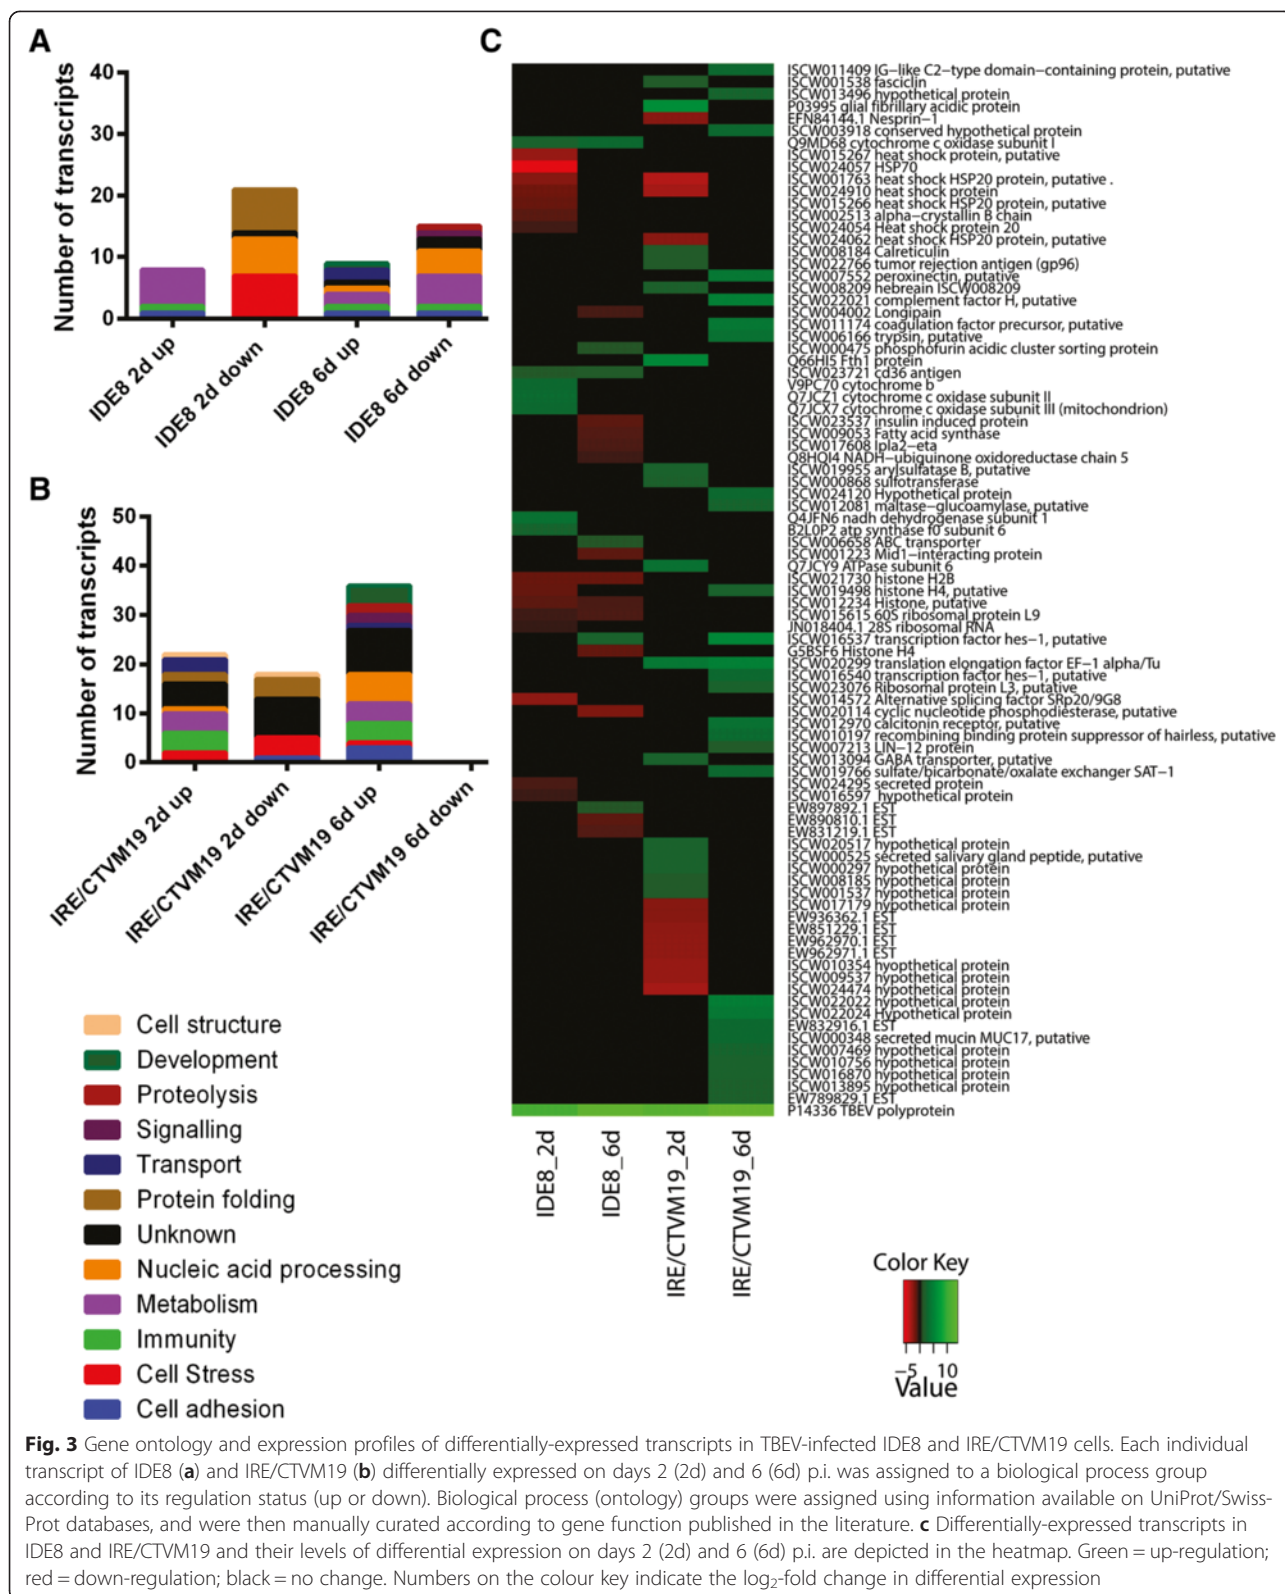 A
Number of transcripts
40
30
20
10
0
IDE8 2d up
IDE8 2d down
IDE8 6d up
IDE8 6d down
B
Number of transcripts
50
40
30
20
10
0
IRE/CTVM19 2d up
IRE/CTVM19 2d down
IRE/CTVM19 6d up
IRE/CTVM19 6d down
Cell structure
Development
Proteolysis
Signalling
Transport
Protein folding
Unknown
Nucleic acid processing
Metabolism
Immunity
Cell Stress
Cell adhesion
C
ISCW011409 IG−like C2−type domain−containing protein, putative
ISCW001538 fasciclin
ISCW013496 hypothetical protein
P03995 glial fibrillary acidic protein
EFN84144.1 Nesprin−1
ISCW003918 conserved hypothetical protein
Q9MD68 cytochrome c oxidase subunit I
ISCW015267 heat shock protein, putative
ISCW024057 HSP70
ISCW001763 heat shock HSP20 protein, putative .
ISCW024910 heat shock protein
ISCW015266 heat shock HSP20 protein, putative
ISCW002513 alpha−crystallin B chain
ISCW024054 Heat shock protein 20
ISCW024062 heat shock HSP20 protein, putative
ISCW008184 Calreticulin
ISCW022766 tumor rejection antigen (gp96)
ISCW007552 peroxinectin, putative
ISCW008209 hebreain ISCW008209
ISCW022021 complement factor H, putative
ISCW004002 Longipain
ISCW011174 coagulation factor precursor, putative
ISCW006166 trypsin, putative
ISCW000475 phosphofurin acidic cluster sorting protein
Q66HI5 Fth1 protein
ISCW023721 cd36 antigen
V9PC70 cytochrome b
Q7JCZ1 cytochrome c oxidase subunit II
Q7JCX7 cytochrome c oxidase subunit III (mitochondrion)
ISCW023537 insulin induced protein
ISCW009053 Fatty acid synthase
ISCW017608 Ipla2−eta
Q8HQI4 NADH−ubiguinone oxidoreductase chain 5
ISCW019955 arylsulfatase B, putative
ISCW000868 sulfotransferase
ISCW024120 Hypothetical protein
ISCW012081 maltase−glucoamylase, putative
Q4JFN6 nadh dehydrogenase subunit 1
B2L0P2 atp synthase f0 subunit 6
ISCW006658 ABC transporter
ISCW001223 Mid1−interacting protein
Q7JCY9 ATPase subunit 6
ISCW021730 histone H2B
ISCW019498 histone H4, putative
ISCW012234 Histone, putative
ISCW015615 60S ribosomal protein L9
JN018404.1 28S ribosomal RNA
ISCW016537 transcription factor hes−1, putative
G5BSF6 Histone H4
ISCW020299 translation elongation factor EF−1 alpha/Tu
ISCW016540 transcription factor hes−1, putative
ISCW023076 Ribosomal protein L3, putative
ISCW014572 Alternative splicing factor SRp20/9G8
ISCW020114 cyclic nucleotide phosphodiesterase, putative
ISCW012970 calcitonin receptor, putative
ISCW010197 recombining binding protein suppressor of hairless, putative
ISCW007213 LIN−12 protein
ISCW013094 GABA transporter, putative
ISCW019766 sulfate/bicarbonate/oxalate exchanger SAT−1
ISCW024295 secreted protein
ISCW016597 hypothetical protein
EW897892.1 EST
EW890810.1 EST
EW831219.1 EST
ISCW020517 hypothetical protein
ISCW000525 secreted salivary gland peptide, putative
ISCW000297 hypothetical protein
ISCW008185 hypothetical protein
ISCW001537 hypothetical protein
ISCW017179 hypothetical protein
EW936362.1 EST
EW851229.1 EST
EW962970.1 EST
EW962971.1 EST
ISCW010354 hyopthetical protein
ISCW009537 hypothetical protein
ISCW024474 hypothetical protein
ISCW022022 hypothetical protein
ISCW022024 Hypothetical protein
EW832916.1 EST
ISCW000348 secreted mucin MUC17, putative
ISCW007469 hypothetical protein
ISCW010756 hypothetical protein
ISCW016870 hypothetical protein
ISCW013895 hypothetical protein
EW789829.1 EST
P14336 TBEV polyprotein
IDE8_2d
IDE8_6d
IRE/CTVM19_2d
IRE/CTVM19_6d
Color Key
−5 10
Value
Fig. 3 Gene ontology and expression profiles of differentially-expressed transcripts in TBEV-infected IDE8 and IRE/CTVM19 cells. Each individual
transcript of IDE8 (a) and IRE/CTVM19 (b) differentially expressed on days 2 (2d) and 6 (6d) p.i. was assigned to a biological process group
according to its regulation status (up or down). Biological process (ontology) groups were assigned using information available on UniProt/Swiss-
Prot databases, and were then manually curated according to gene function published in the literature. c Differentially-expressed transcripts in
IDE8 and IRE/CTVM19 and their levels of differential expression on days 2 (2d) and 6 (6d) p.i. are depicted in the heatmap. Green = up-regulation;
red = down-regulation; black = no change. Numbers on the colour key indicate the log2-fold change in differential expression